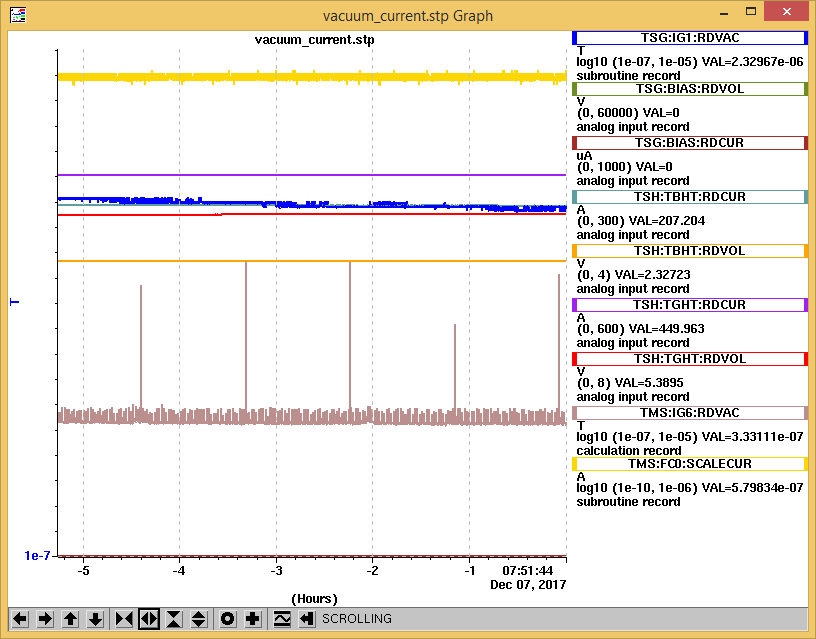 vacuum_current.stp Graph
vacuum_current.stp
T
1e-7
-5
-4
-3
-2
-1
07:51:44
Dec 07, 2017
(Hours)
TSG:IG1:RDVAC
T
log10 (1e-07, 1e-05) VAL=2.32967e-06
subroutine record
TSG:BIAS:RDVOL
V
(0, 60000) VAL=0
analog input record
TSG:BIAS:RDCUR
uA
(0, 1000) VAL=0
analog input record
TSH:TBHT:RDCUR
A
(0, 300) VAL=207.204
analog input record
TSH:TBHT:RDVOL
V
(0, 4) VAL=2.32723
analog input record
TSH:TGHT:RDCUR
A
(0, 600) VAL=449.963
analog input record
TSH:TGHT:RDVOL
V
(0, 8) VAL=5.3895
analog input record
TMS:IG6:RDVAC
T
log10 (1e-07, 1e-05) VAL=3.33111e-07
calculation record
TMS:FC0:SCALECUR
A
log10 (1e-10, 1e-06) VAL=5.79834e-07
subroutine record
SCROLLING